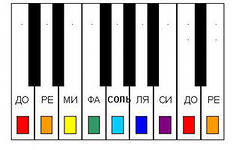 ДО РЕ МИ ФА СОЛЬ ЛЯ СИ ДО РЕ